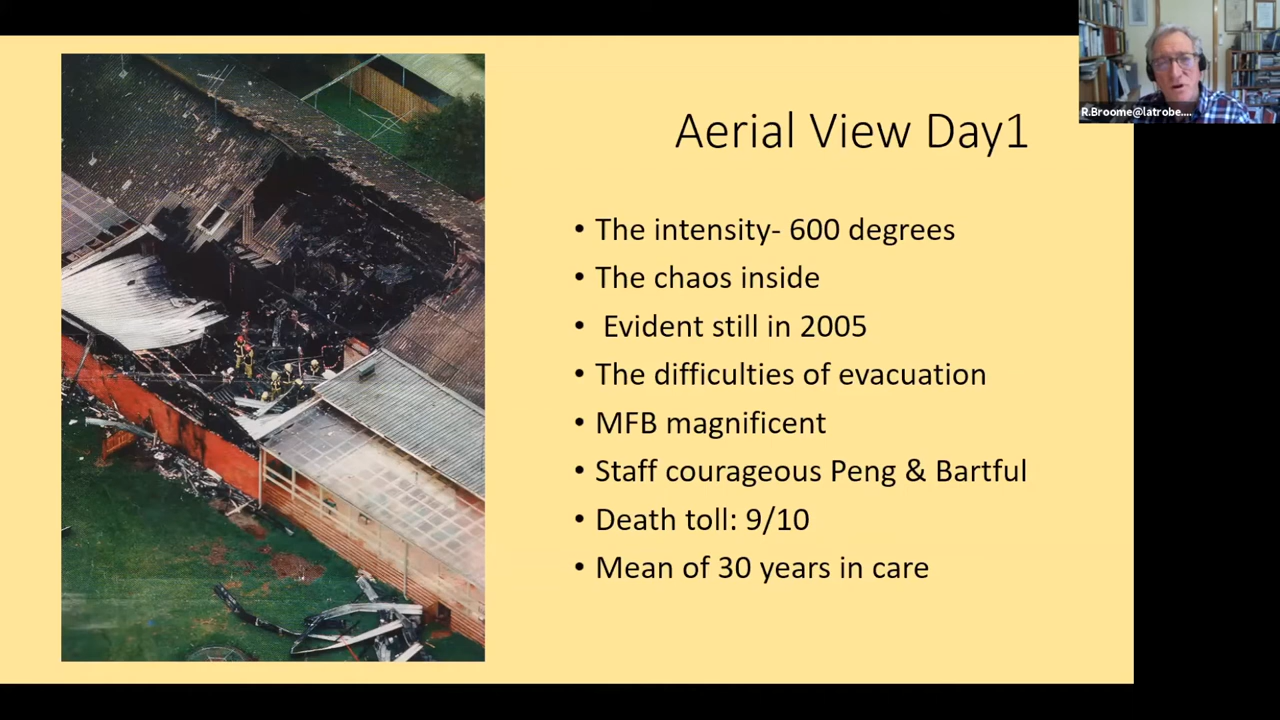 R.Broome@latrobe....
Aerial View Day1
• The intensity- 600 degrees
• The chaos inside
• Evident still in 2005
• The difficulties of evacuation
• MFB magnificent
• Staff courageous Peng & Bartful
• Death toll: 9/10
• Mean of 30 years in care